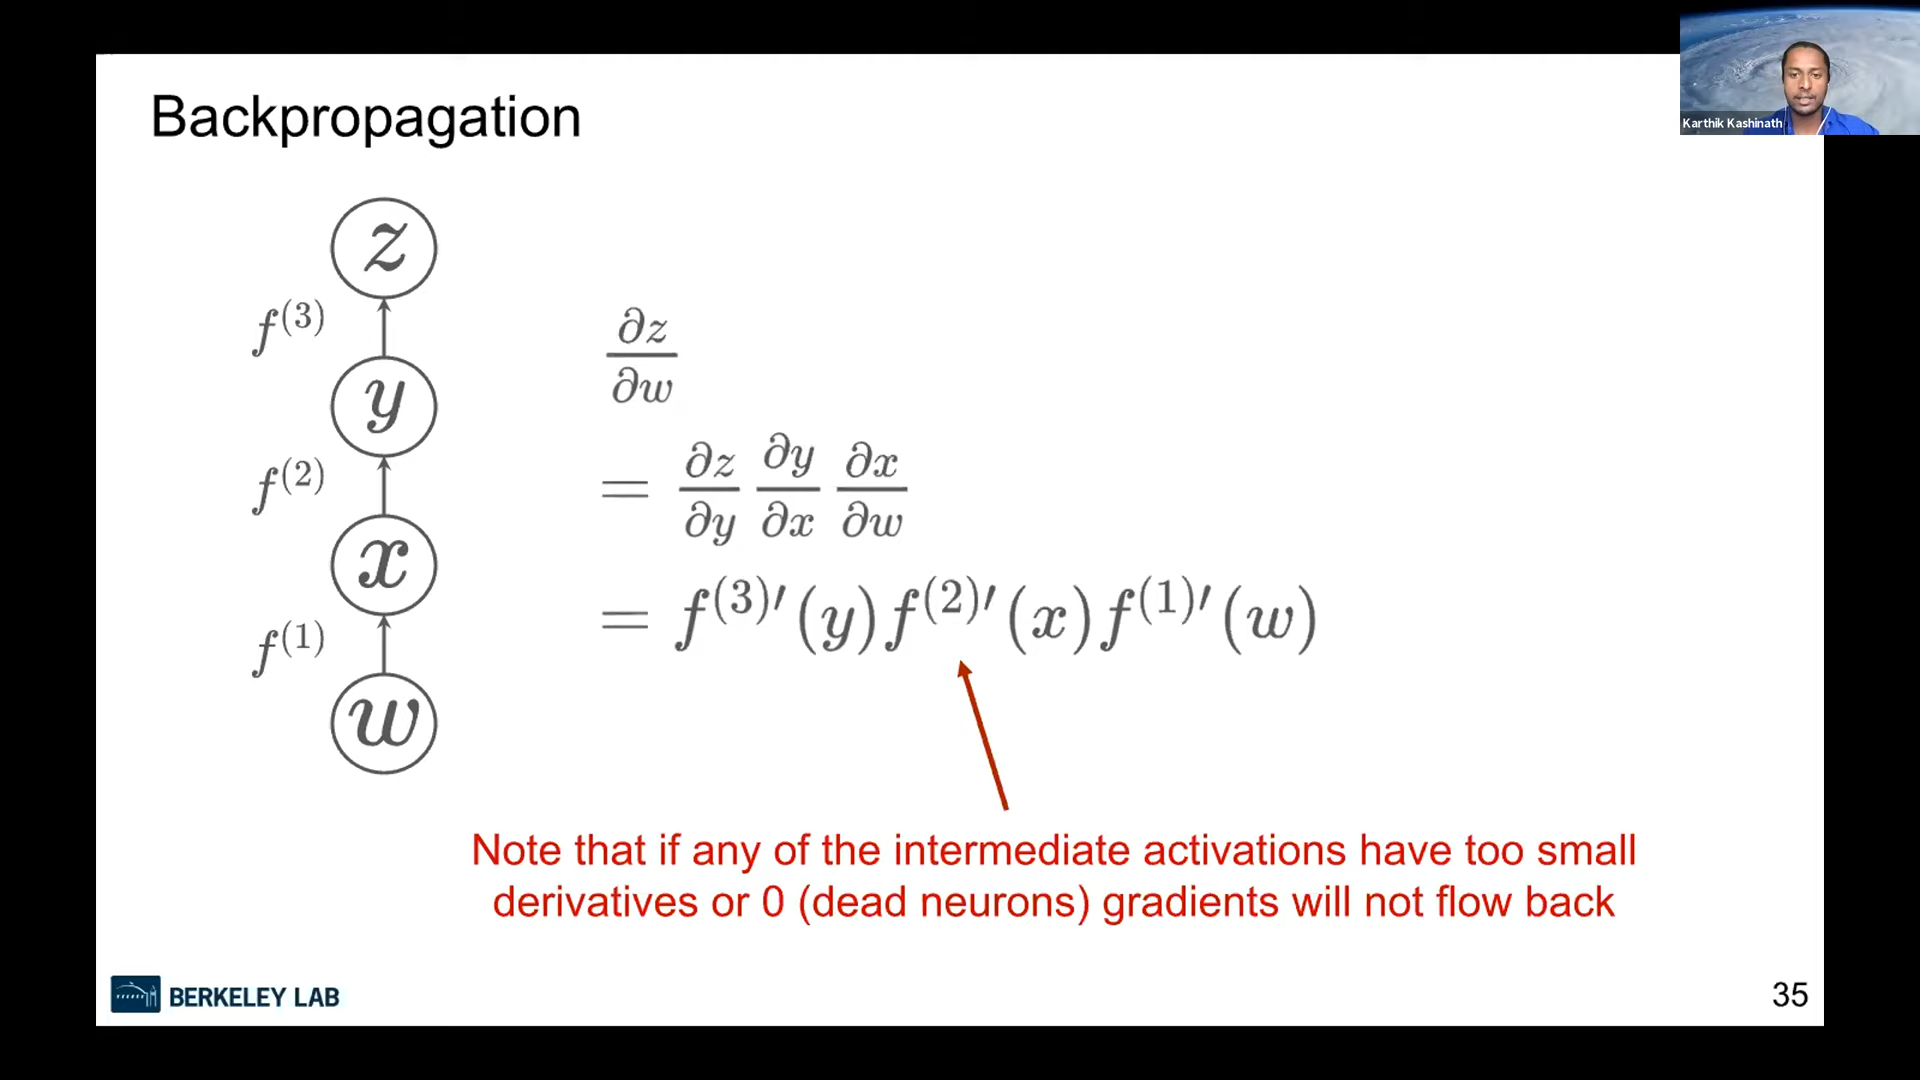 Karthik Kashinath
Backpropagation
z
f^{(3)}
y
f^{(2)}
x
f^{(1)}
w
∂z/∂w
= ∂z/∂y ∂y/∂x ∂x/∂w
= f^{(3)′}(y) f^{(2)′}(x) f^{(1)′}(w)
Note that if any of the intermediate activations have too small
derivatives or 0 (dead neurons) gradients will not flow back
BERKELEY LAB
35